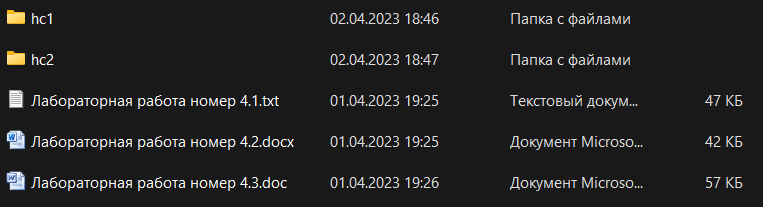 hc1 02.04.2023 18:46 Папка с файлами
hc2 02.04.2023 18:47 Папка с файлами
Лабораторная работа номер 4.1.txt 01.04.2023 19:25 Текстовый докум... 47 КБ
Лабораторная работа номер 4.2.docx 01.04.2023 19:25 Документ Microso... 42 КБ
Лабораторная работа номер 4.3.doc 01.04.2023 19:26 Документ Microso... 57 КБ